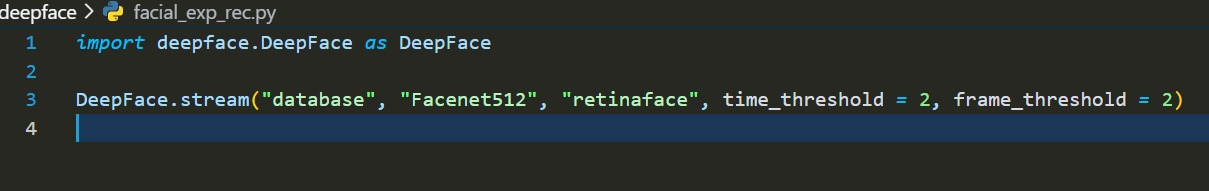 deepface > facial_exp_rec.py
1 import deepface.DeepFace as DeepFace
2
3 DeepFace.stream("database", "Facenet512", "retinaface", time_threshold = 2, frame_threshold = 2)
4